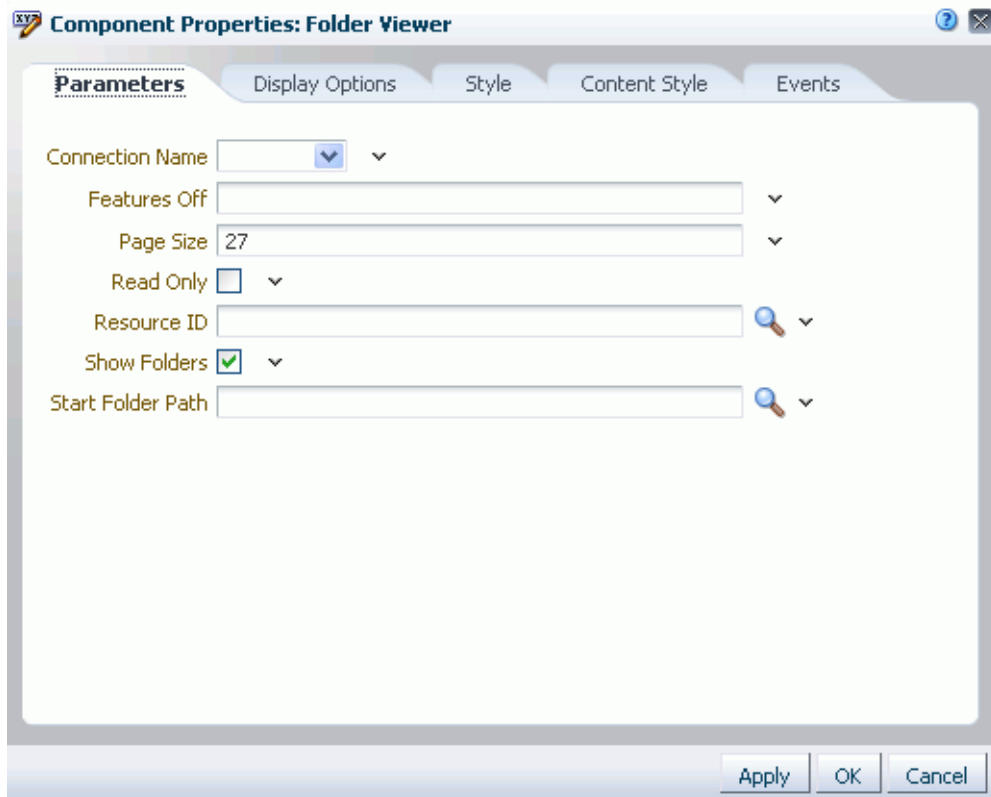 Component Properties: Folder Viewer
Parameters Display Options Style Content Style Events
Connection Name
Features Off
Page Size 27
Read Only
Resource ID
Show Folders
Start Folder Path
Apply OK Cancel